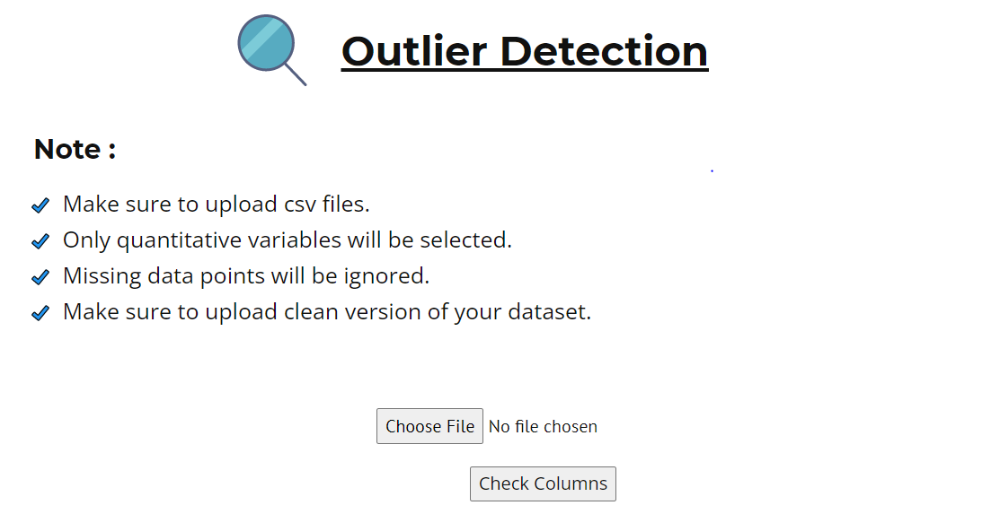 Outlier Detection
Note :
Make sure to upload csv files.
Only quantitative variables will be selected.
Missing data points will be ignored.
Make sure to upload clean version of your dataset.
Choose File No file chosen
Check Columns